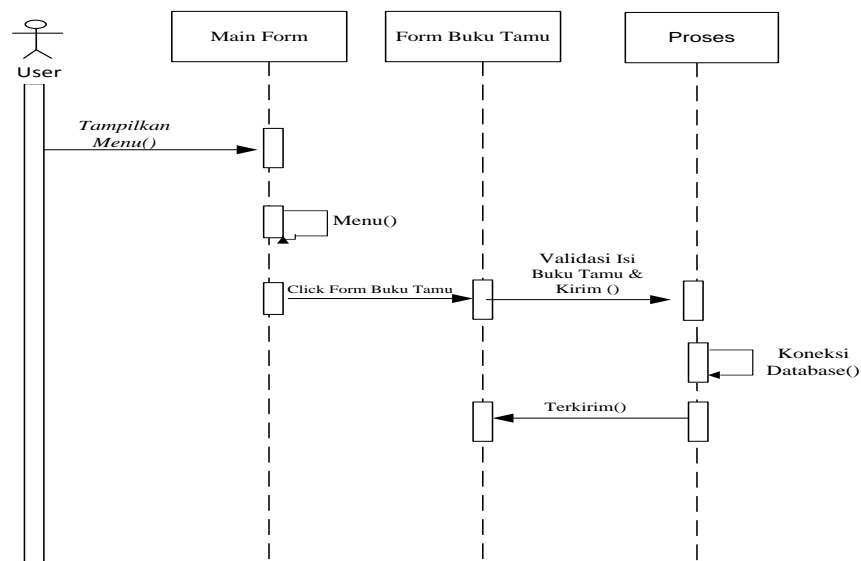 Main Form
Form Buku Tamu
Proses
User
Tampilkan
Menu()
Menu()
Click Form Buku Tamu
Validasi Isi
Buku Tamu &
Kirim ()
Koneksi
Database()
Terkirim()